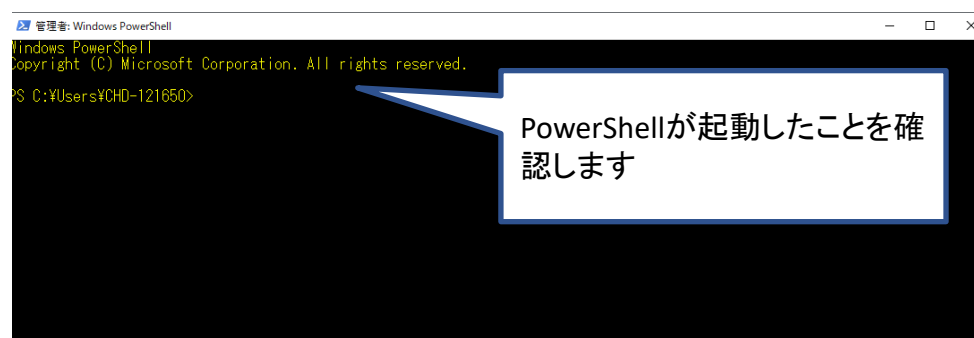 管理者: Windows PowerShell
Windows PowerShell
Copyright (C) Microsoft Corporation. All rights reserved.
PS C:¥Users¥CHD-121650>
PowerShellが起動したことを確
認します